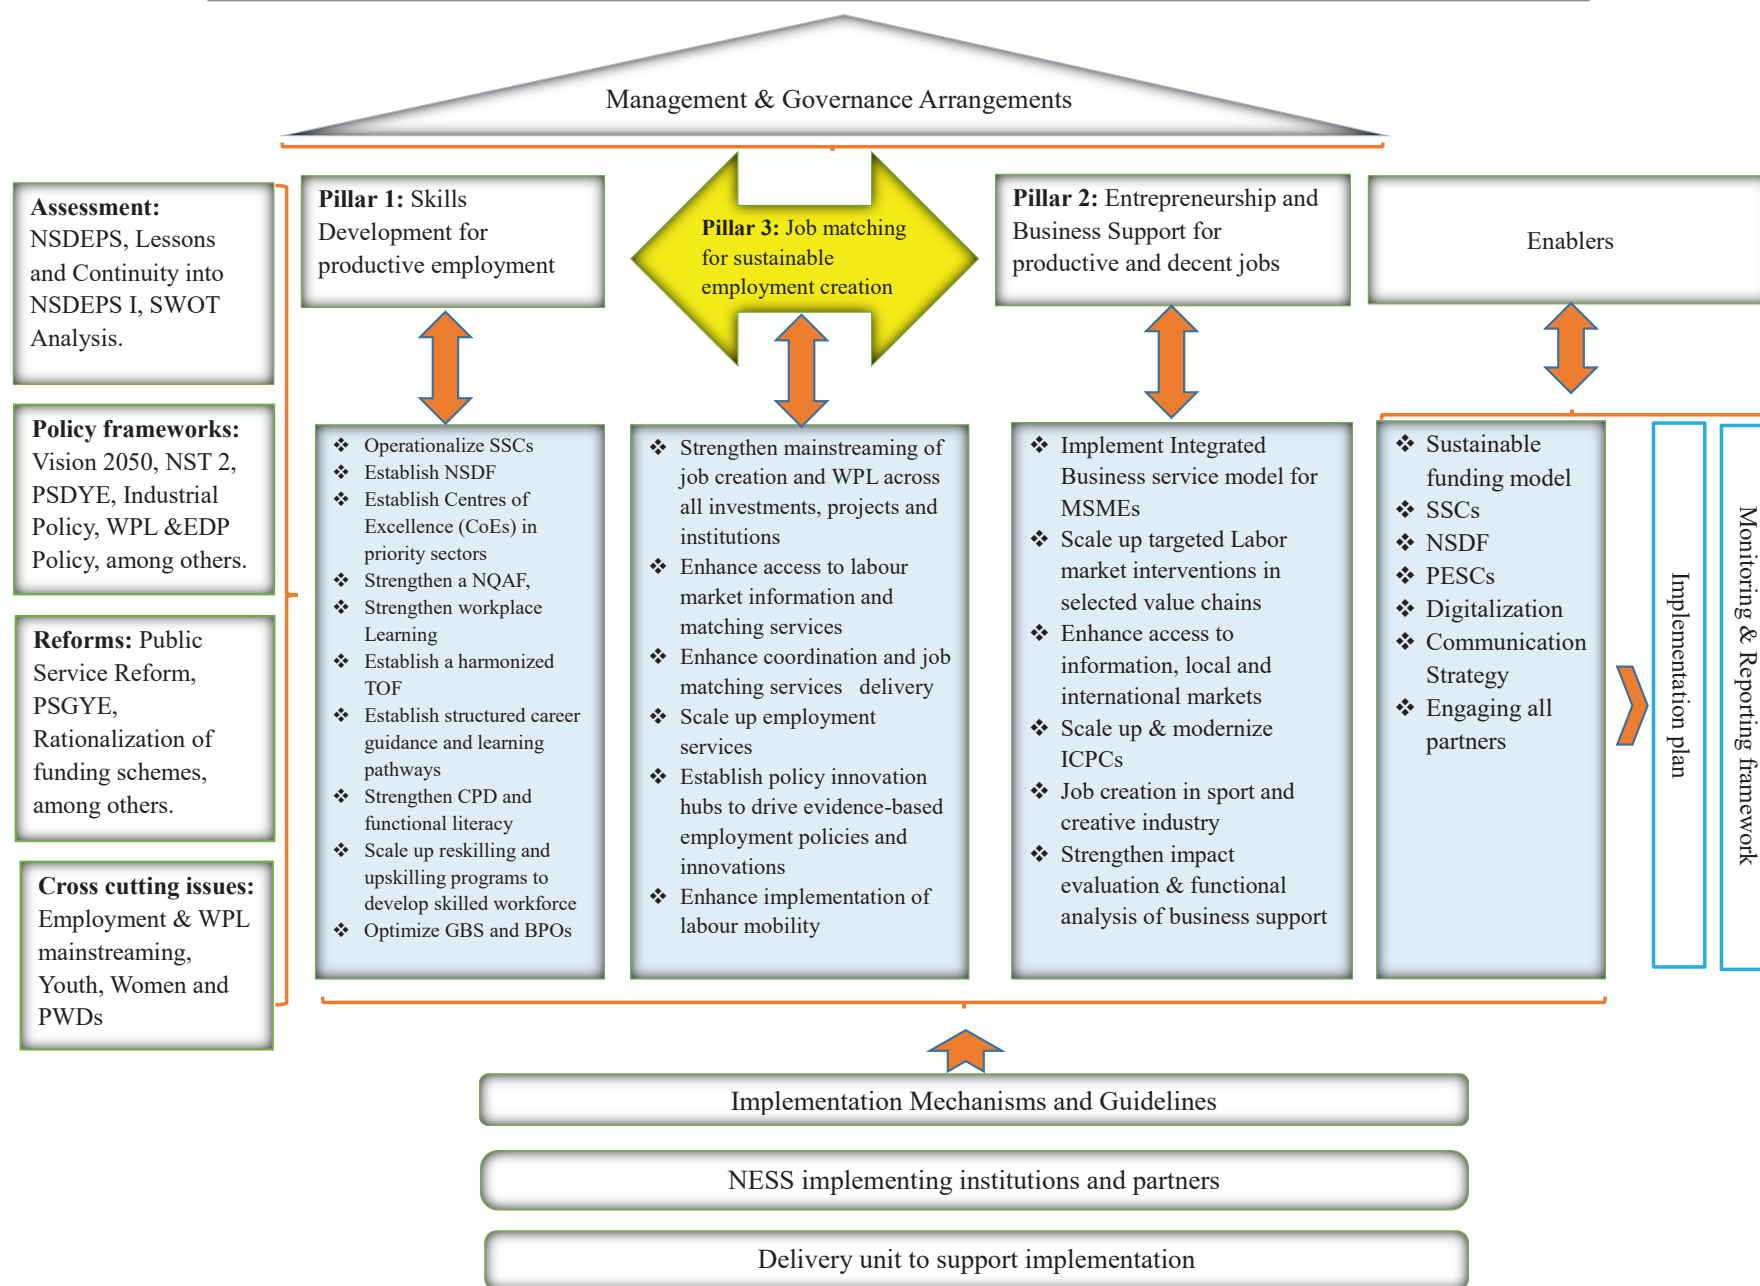 Management & Governance Arrangements
Assessment:
NSDEPS, Lessons
and Continuity into
NSDEPS I, SWOT
Analysis.
Policy frameworks:
Vision 2050, NST 2,
PSDYE, Industrial
Policy, WPL &EDP
Policy, among others.
Reforms: Public
Service Reform,
PSGYE,
Rationalization of
funding schemes,
among others.
Cross cutting issues:
Employment & WPL
mainstreaming,
Youth, Women and
PWDs
Pillar 1: Skills
Development for
productive employment
❖ Operationalize SSCs
❖ Establish NSDF
❖ Establish Centres of
Excellence (CoEs) in
priority sectors
❖ Strengthen a NQAF,
❖ Strengthen workplace
Learning
❖ Establish a harmonized
TOF
❖ Establish structured career
guidance and learning
pathways
❖ Strengthen CPD and
functional literacy
❖ Scale up reskilling and
upskilling programs to
develop skilled workforce
❖ Optimize GBS and BPOs
Pillar 3: Job matching
for sustainable
employment creation
❖ Strengthen mainstreaming of
job creation and WPL across
all investments, projects and
institutions
❖ Enhance access to labour
market information and
matching services
❖ Enhance coordination and job
matching services delivery
❖ Scale up employment
services
❖ Establish policy innovation
hubs to drive evidence-based
employment policies and
innovations
❖ Enhance implementation of
labour mobility
Pillar 2: Entrepreneurship and
Business Support for
productive and decent jobs
❖ Implement Integrated
Business service model for
MSMEs
❖ Scale up targeted Labor
market interventions in
selected value chains
❖ Enhance access to
information, local and
international markets
❖ Scale up & modernize
ICPCs
❖ Job creation in sport and
creative industry
❖ Strengthen impact
evaluation & functional
analysis of business support
Enablers
❖ Sustainable
funding model
❖ SSCs
❖ NSDF
❖ PESCs
❖ Digitalization
❖ Communication
Strategy
❖ Engaging all
partners
Implementation plan
Monitoring & Reporting framework
Implementation Mechanisms and Guidelines
NESS implementing institutions and partners
Delivery unit to support implementation